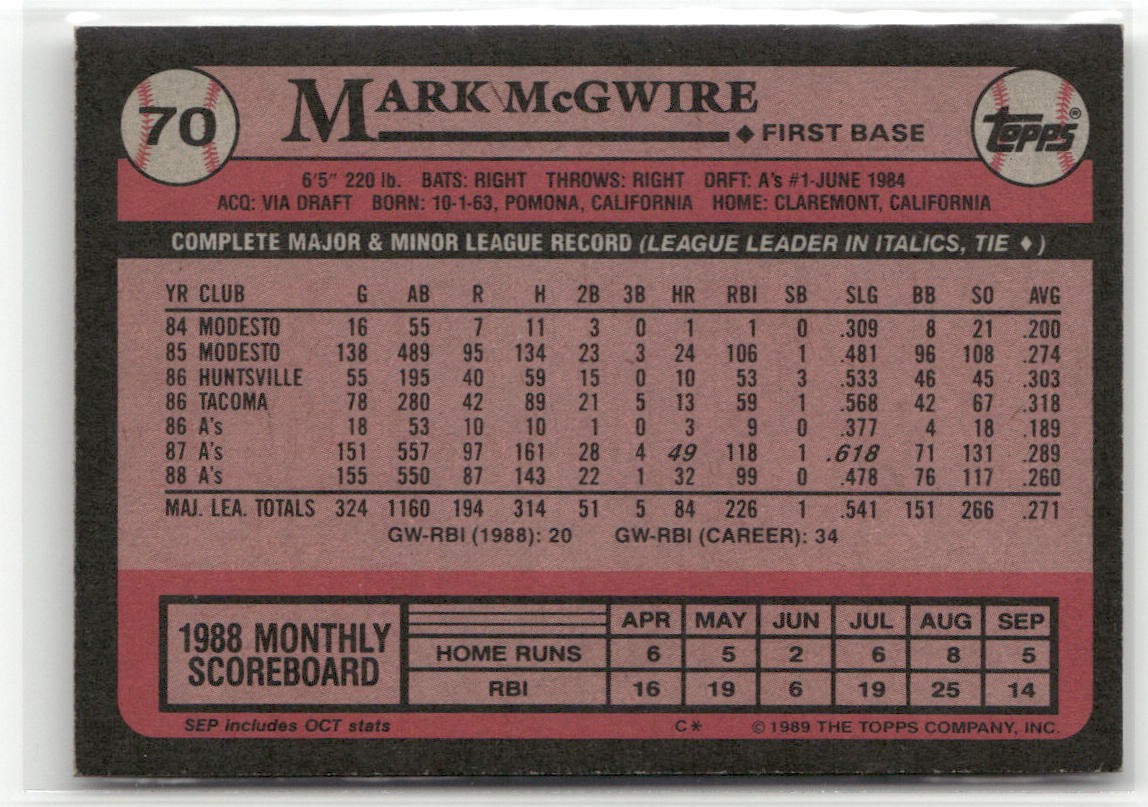 70 MARK McGWIRE
FIRST BASE
TOPPS®
6'5" 220 lb. BATS: RIGHT THROWS: RIGHT DRFT: A's #1-JUNE 1984
ACQ: VIA DRAFT BORN: 10-1-63, POMONA, CALIFORNIA HOME: CLAREMONT, CALIFORNIA
COMPLETE MAJOR & MINOR LEAGUE RECORD (LEAGUE LEADER IN ITALICS, TIE ♦)
YR CLUB G AB R H 2B 3B HR RBI SB SLG BB SO AVG
84 MODESTO 16 55 7 11 3 0 1 1 0 .309 8 21 .200
85 MODESTO 138 489 95 134 23 3 24 106 1 .481 96 108 .274
86 HUNTSVILLE 55 195 40 59 15 0 10 53 3 .533 46 45 .303
86 TACOMA 78 280 42 89 21 5 13 59 1 .568 42 67 .318
86 A's 18 53 10 10 1 0 3 9 0 .377 4 18 .189
87 A's 151 557 97 161 28 4 49 118 1 .618 71 131 .289
88 A's 155 550 87 143 22 1 32 99 0 .478 76 117 .260
MAJ. LEA. TOTALS 324 1160 194 314 51 5 84 226 1 .541 151 266 .271
GW-RBI (1988): 20 GW-RBI (CAREER): 34
1988 MONTHLY
SCOREBOARD
APR MAY JUN JUL AUG SEP
HOME RUNS 6 5 2 6 8 5
RBI 16 19 6 19 25 14
SEP includes OCT stats C* © 1989 THE TOPPS COMPANY, INC.